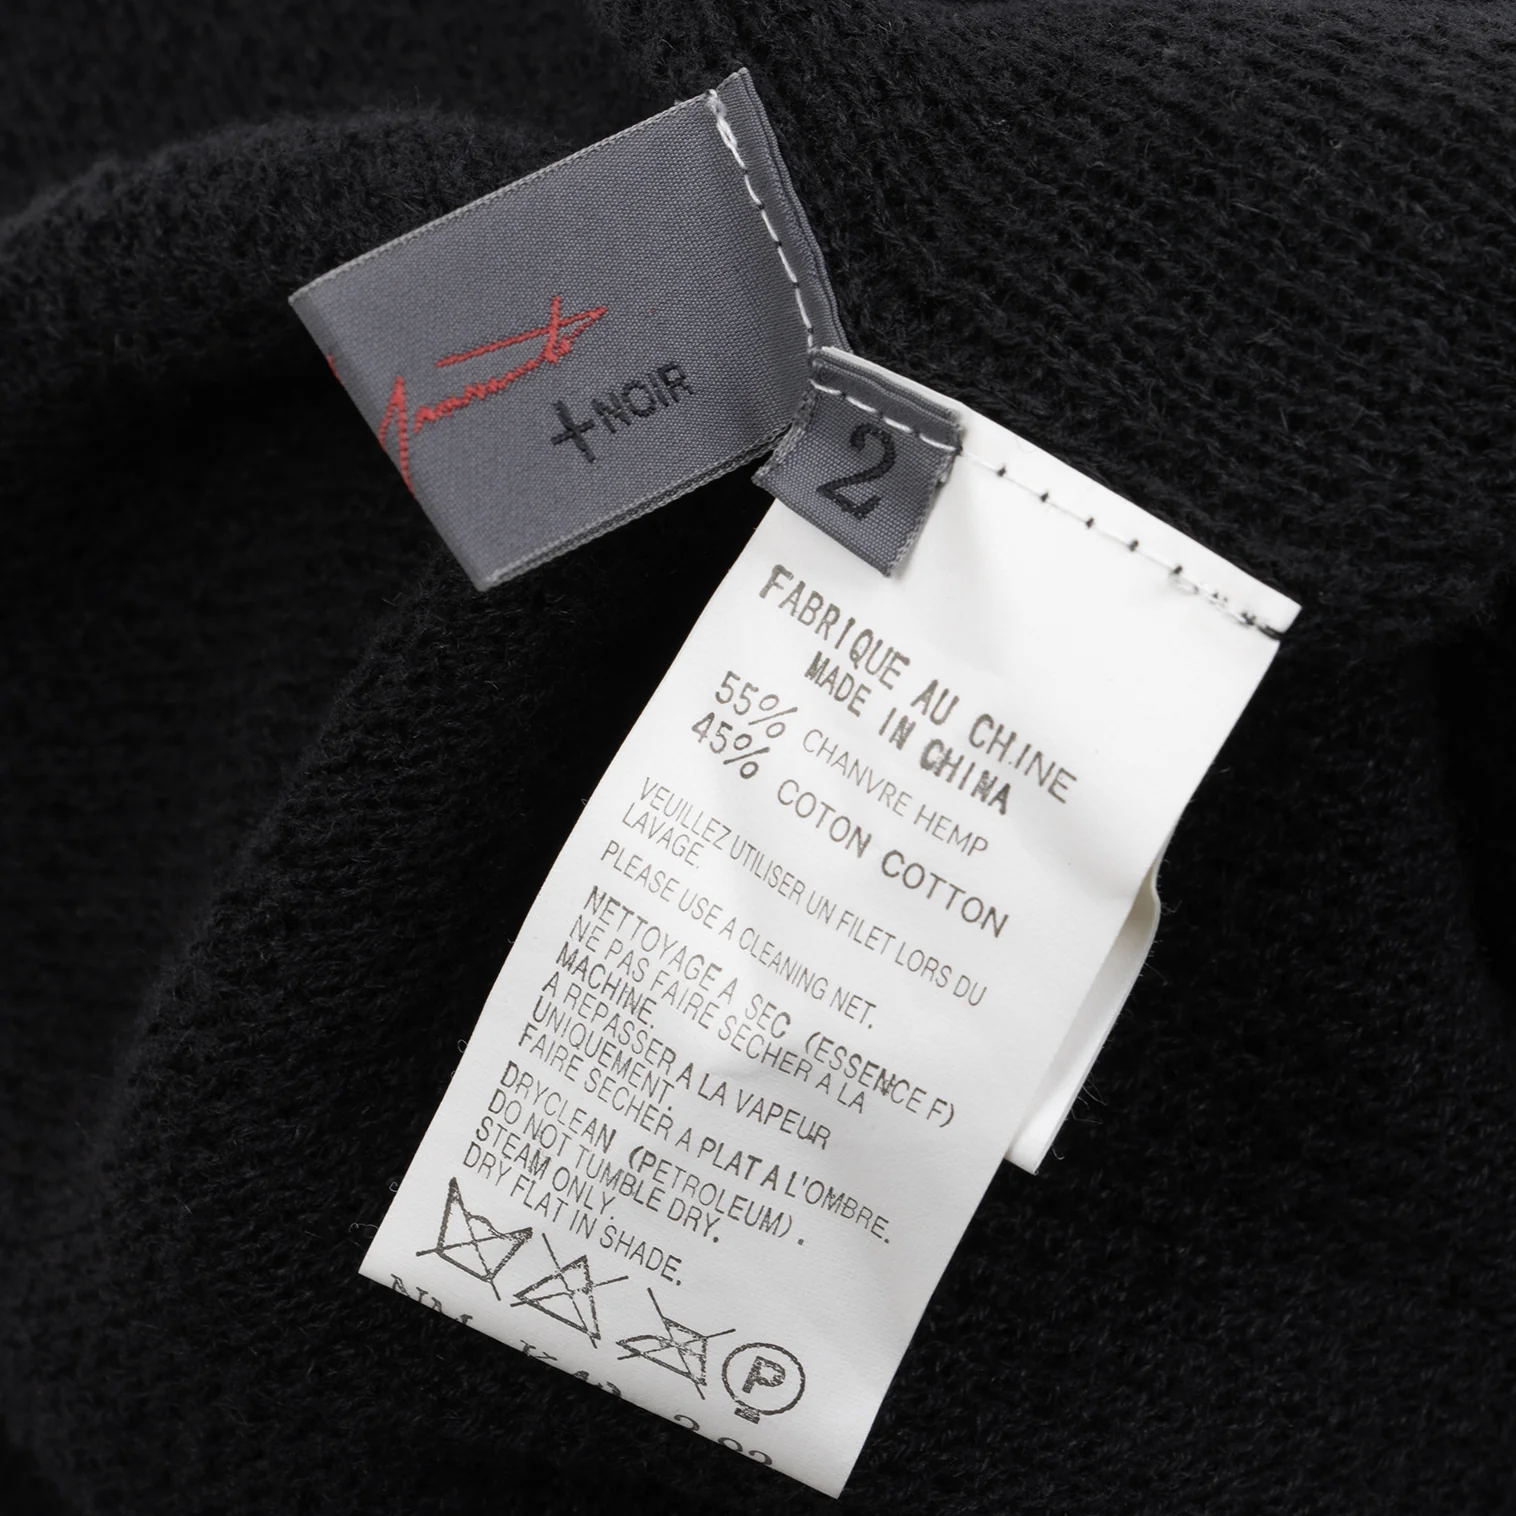 +NOIR
2
FABRIQUE AU CH.INE
MADE IN CHINA
55% CHANVRE HEMP
45% COTON COTTON
VEUILLEZ UTILISER UN FILET LORS DU
LAVAGE.
PLEASE USE A CLEANING NET.
NETTOYAGE A SEC (ESSENCE F)
NE PAS FAIRE SECHER A LA
MACHINE.
A REPASSER A LA VAPEUR
UNIQUEMENT.
FAIRE SECHER A PLAT A L'OMBRE.
DRYCLEAN (PETROLEUM).
DO NOT TUMBLE DRY.
STEAM ONLY.
DRY FLAT IN SHADE.
P